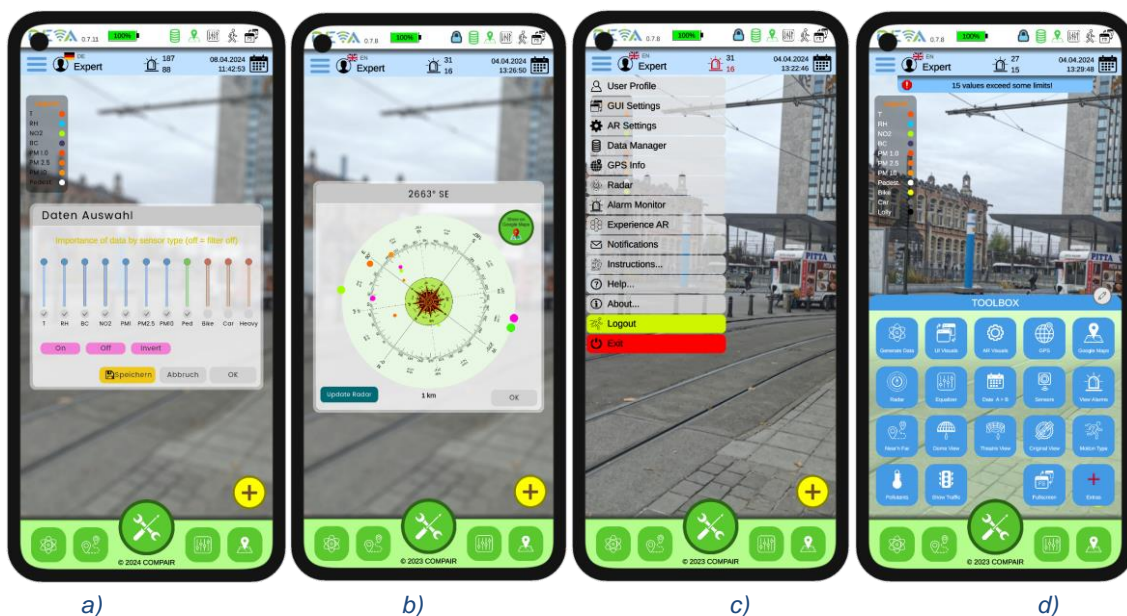 DEVA 0.7.11 100%
DE
Expert
187
88
08.04.2024
11:42:53
T
RH
NO2
BC
PM 1.0
PM 2.5
PM 10
Pedest.
Daten Auswahl
Importance of data by sensor type (off = filter off)
T RH BC NO2 PM1 PM2.5 PM10 Ped Bike Car Heavy
On Off Invert
Speichern Abbruch OK
+
© 2024 COMPAIR
a)
DEVA 0.7.8 100%
EN
Expert
31
16
04.04.2024
13:26:50
2663° SE
Google Maps
Update Radar
1 km
OK
+
© 2023 COMPAIR
b)
DEVA 0.7.8 100%
EN
Expert
31
16
04.04.2024
13:22:46
User Profile
GUI Settings
AR Settings
Data Manager
GPS Info
Radar
Alarm Monitor
Experience AR
Notifications
Instructions...
Help...
About...
Logout
Exit
PITTA
+
© 2023 COMPAIR
c)
DEVA 0.7.8 100%
EN
Expert
27
15
04.04.2024
13:29:48
15 values exceed some limits!
T
RH
NO2
BC
PM 1.0
PM 2.5
PM 10
Pedest.
Bike
Car
Lolly
PITTA
TOOLBOX
Generate Data UI Visuals AR Visuals GPS Google Maps
Radar Equalizer Date A > B Sensors View Alarms
Near < Far Dome View Theatre View Original View Motion Type
Pollutants Show Traffic Fullscreen Extras
© 2023 COMPAIR
d)